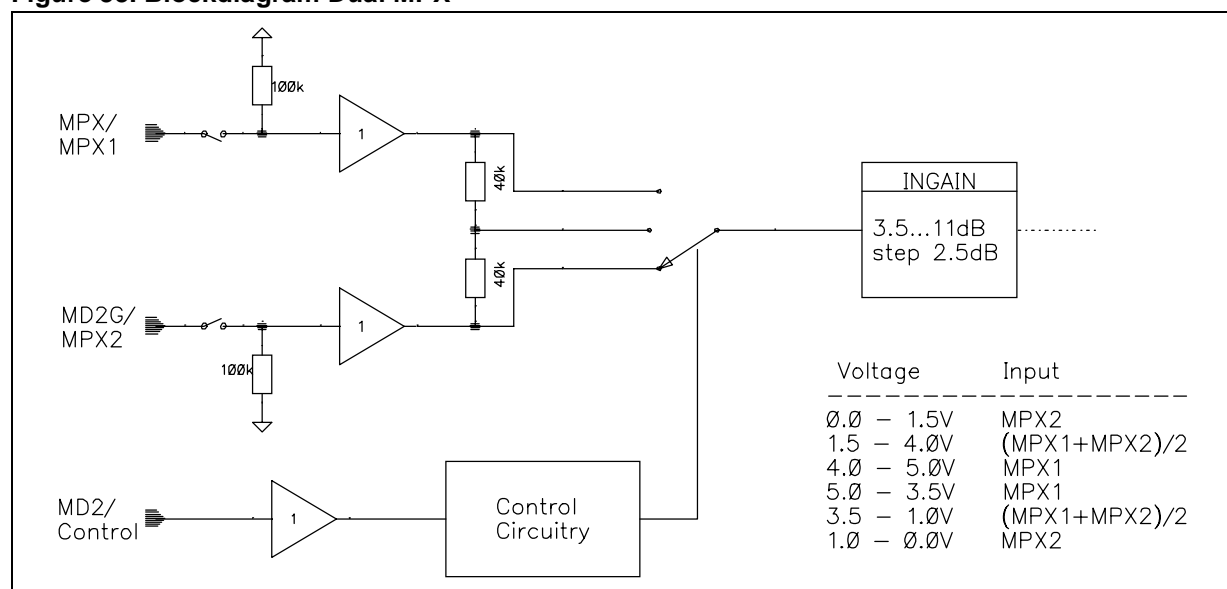 Figure 38. Blockdiagram Dual MPX
100k
MPX/
MPX1
1
40k
INGAIN
3.5...11dB
step 2.5dB
40k
MD2G/
MPX2
1
100k
Voltage Input
0.0 – 1.5V MPX2
1.5 – 4.0V (MPX1+MPX2)/2
4.0 – 5.0V MPX1
5.0 – 3.5V MPX1
3.5 – 1.0V (MPX1+MPX2)/2
1.0 – 0.0V MPX2
MD2/
Control
1
Control
Circuitry